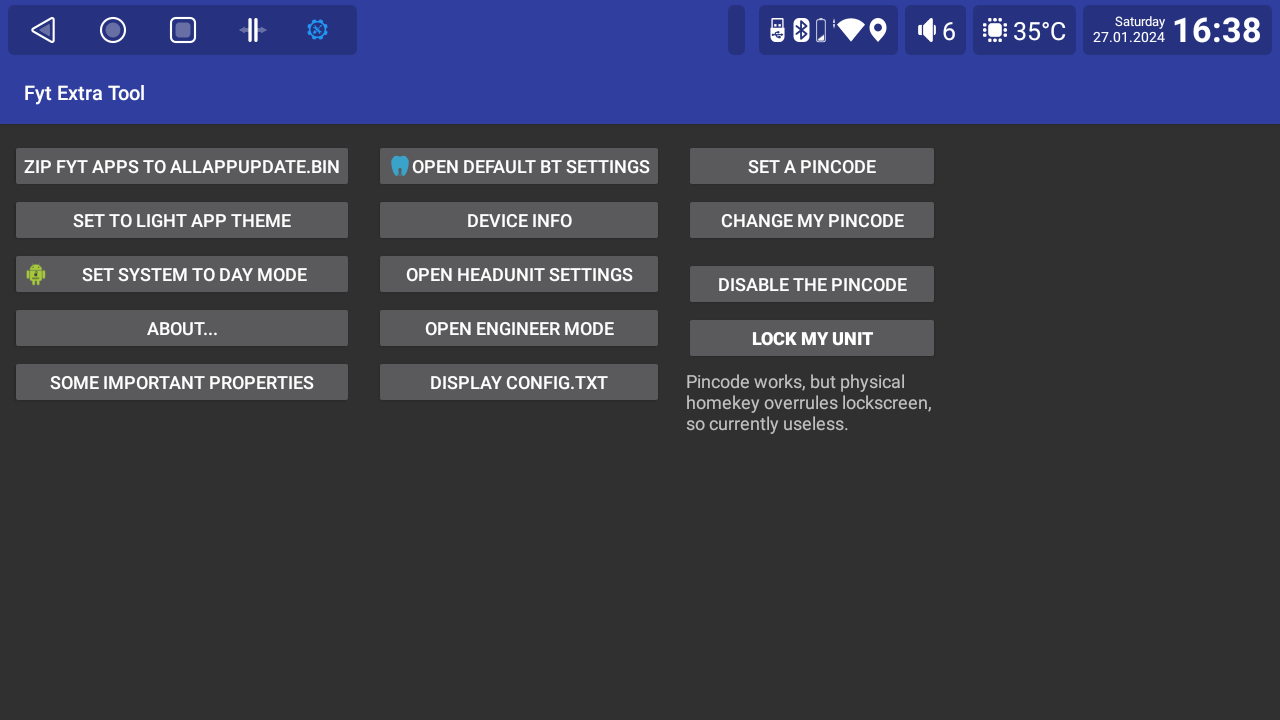 6
35°C
Saturday
27.01.2024
16:38
Fyt Extra Tool
ZIP FYT APPS TO ALLAPPUPDATE.BIN
SET TO LIGHT APP THEME
SET SYSTEM TO DAY MODE
ABOUT...
SOME IMPORTANT PROPERTIES
OPEN DEFAULT BT SETTINGS
DEVICE INFO
OPEN HEADUNIT SETTINGS
OPEN ENGINEER MODE
DISPLAY CONFIG.TXT
SET A PINCODE
CHANGE MY PINCODE
DISABLE THE PINCODE
LOCK MY UNIT
Pincode works, but physical
homekey overrules lockscreen,
so currently useless.